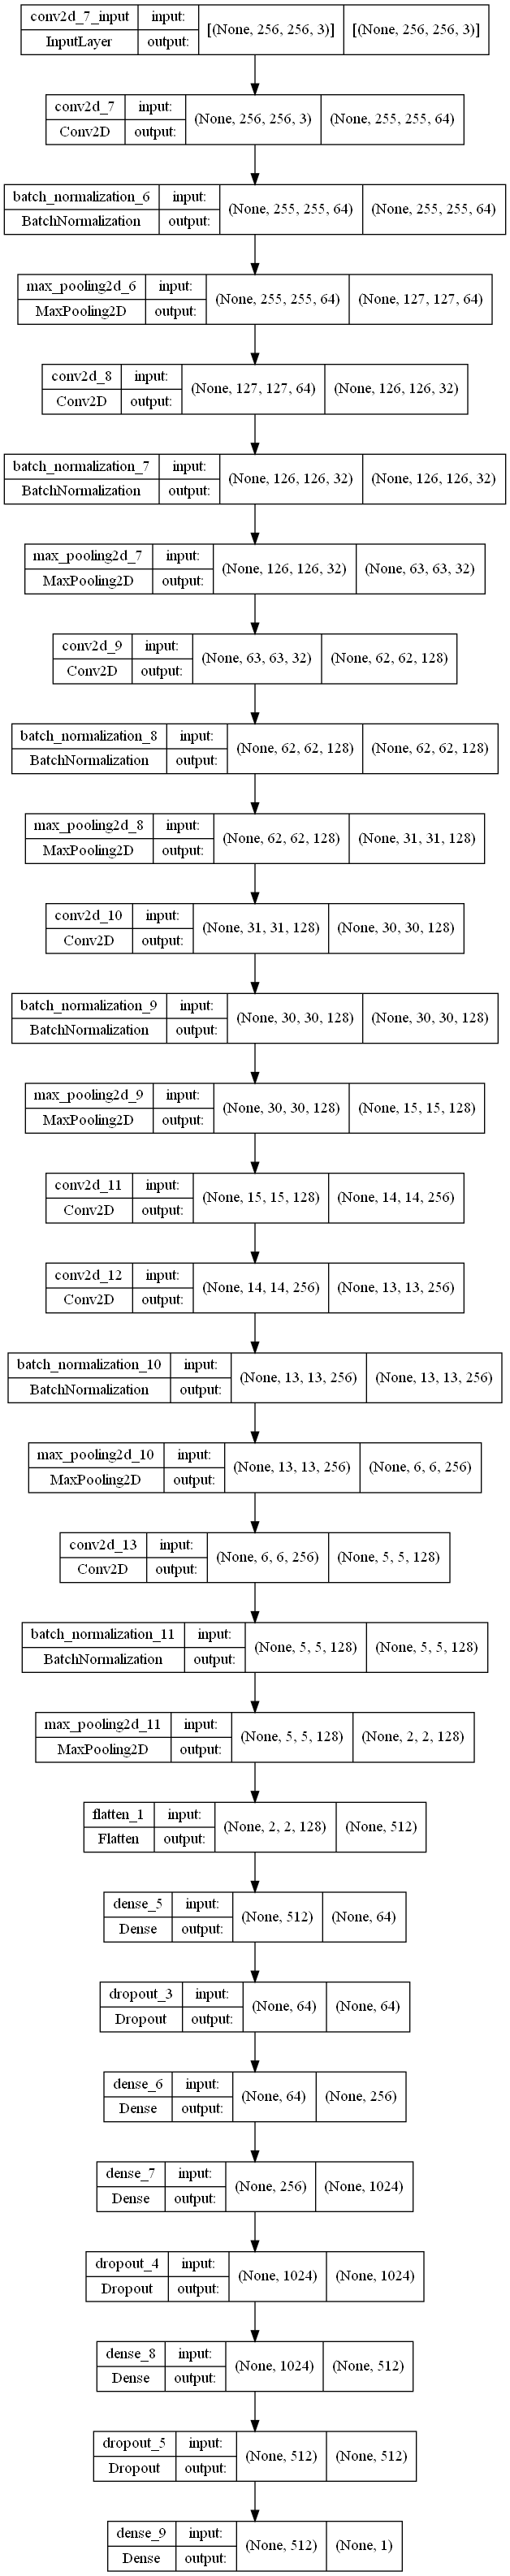 conv2d_7_input input: [(None, 256, 256, 3)] [(None, 256, 256, 3)]
InputLayer output:
conv2d_7 input: (None, 256, 256, 3) (None, 255, 255, 64)
Conv2D output:
batch_normalization_6 input: (None, 255, 255, 64) (None, 255, 255, 64)
BatchNormalization output:
max_pooling2d_6 input: (None, 255, 255, 64) (None, 127, 127, 64)
MaxPooling2D output:
conv2d_8 input: (None, 127, 127, 64) (None, 126, 126, 32)
Conv2D output:
batch_normalization_7 input: (None, 126, 126, 32) (None, 126, 126, 32)
BatchNormalization output:
max_pooling2d_7 input: (None, 126, 126, 32) (None, 63, 63, 32)
MaxPooling2D output:
conv2d_9 input: (None, 63, 63, 32) (None, 62, 62, 128)
Conv2D output:
batch_normalization_8 input: (None, 62, 62, 128) (None, 62, 62, 128)
BatchNormalization output:
max_pooling2d_8 input: (None, 62, 62, 128) (None, 31, 31, 128)
MaxPooling2D output:
conv2d_10 input: (None, 31, 31, 128) (None, 30, 30, 128)
Conv2D output:
batch_normalization_9 input: (None, 30, 30, 128) (None, 30, 30, 128)
BatchNormalization output:
max_pooling2d_9 input: (None, 30, 30, 128) (None, 15, 15, 128)
MaxPooling2D output:
conv2d_11 input: (None, 15, 15, 128) (None, 14, 14, 256)
Conv2D output:
conv2d_12 input: (None, 14, 14, 256) (None, 13, 13, 256)
Conv2D output:
batch_normalization_10 input: (None, 13, 13, 256) (None, 13, 13, 256)
BatchNormalization output:
max_pooling2d_10 input: (None, 13, 13, 256) (None, 6, 6, 256)
MaxPooling2D output:
conv2d_13 input: (None, 6, 6, 256) (None, 5, 5, 128)
Conv2D output:
batch_normalization_11 input: (None, 5, 5, 128) (None, 5, 5, 128)
BatchNormalization output:
max_pooling2d_11 input: (None, 5, 5, 128) (None, 2, 2, 128)
MaxPooling2D output:
flatten_1 input: (None, 2, 2, 128) (None, 512)
Flatten output:
dense_5 input: (None, 512) (None, 64)
Dense output:
dropout_3 input: (None, 64) (None, 64)
Dropout output:
dense_6 input: (None, 64) (None, 256)
Dense output:
dense_7 input: (None, 256) (None, 1024)
Dense output:
dropout_4 input: (None, 1024) (None, 1024)
Dropout output:
dense_8 input: (None, 1024) (None, 512)
Dense output:
dropout_5 input: (None, 512) (None, 512)
Dropout output:
dense_9 input: (None, 512) (None, 1)
Dense output: